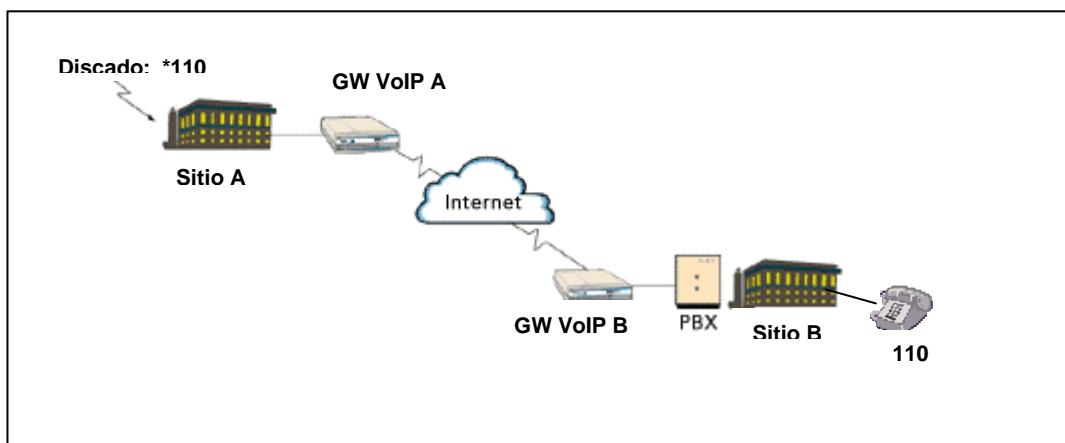 Discado: *110
GW VoIP A
Sitio A
Internet
GW VoIP B
PBX
Sitio B
110